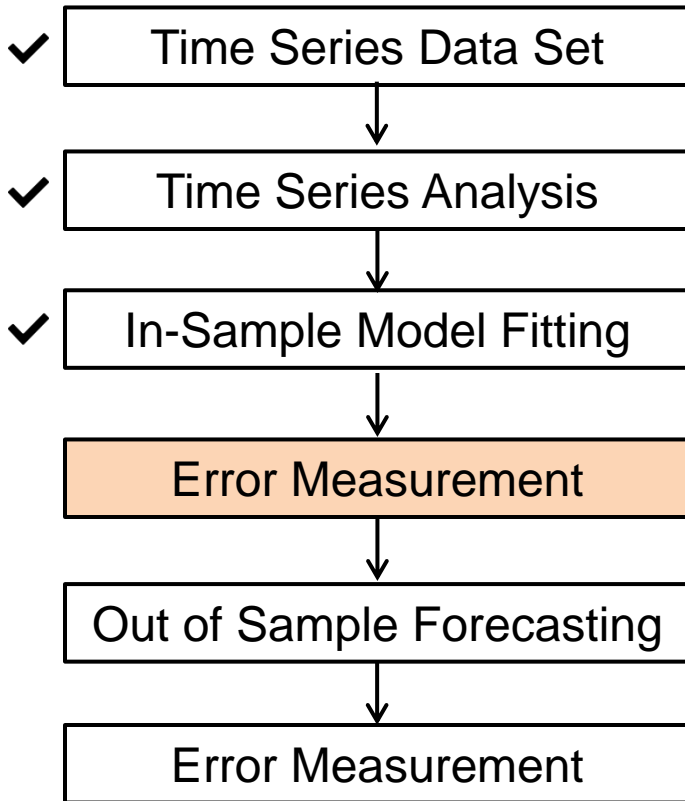 Time Series Data Set
Time Series Analysis
In-Sample Model Fitting
Error Measurement
Out of Sample Forecasting
Error Measurement